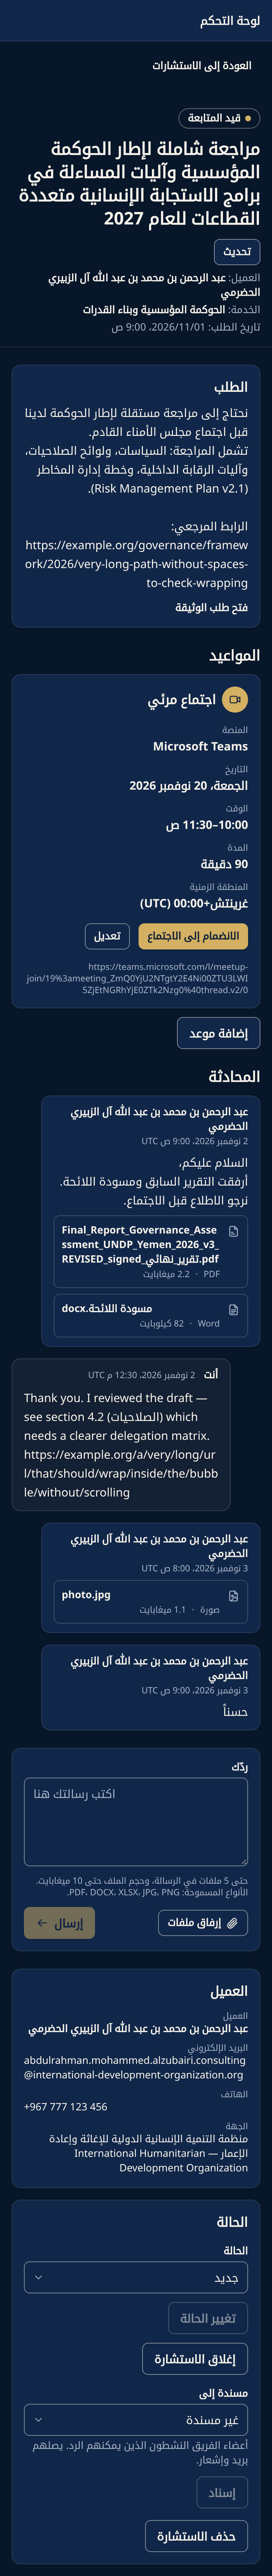 لوحة التحكم
العودة إلى الاستشارات
قيد المتابعة
مراجعة شاملة لإطار الحوكمة
المؤسسية وآليات المساءلة في
برامج الاستجابة الإنسانية متعددة
القطاعات للعام 2027
تحديث
العميل: عبد الرحمن بن محمد بن عبد الله آل الزبيري
الحضرمي
الخدمة: الحوكمة المؤسسية وبناء القدرات
تاريخ الطلب: 2026/11/01، 9:00 ص
الطلب
نحتاج إلى مراجعة مستقلة لإطار الحوكمة لدينا
قبل اجتماع مجلس الأمناء القادم.
تشمل المراجعة: السياسات، ولوائح الصلاحيات،
وآليات الرقابة الداخلية، وخطة إدارة المخاطر
(Risk Management Plan v2.1).
الرابط المرجعي:
https://example.org/governance/framew
ork/2026/very-long-path-without-spaces-
to-check-wrapping
فتح طلب الوثيقة
المواعيد
اجتماع مرئي
المنصة
Microsoft Teams
التاريخ
الجمعة، 20 نوفمبر 2026
الوقت
10:00–11:30 ص
المدة
90 دقيقة
المنطقة الزمنية
غرينتش+00:00 (UTC)
الانضمام إلى الاجتماع
تعديل
https://teams.microsoft.com/l/meetup-
join/19%3ameeting_ZmQ0YjU2NTgtY2E4Ni00ZTU3LWI
5ZjEtNGRhYjE0ZTk2Nzg0%40thread.v2/0
إضافة موعد
المحادثة
عبد الرحمن بن محمد بن عبد الله آل الزبيري
الحضرمي
2 نوفمبر 2026، 9:00 ص UTC
السلام عليكم،
أرفقت التقرير السابق ومسودة اللائحة.
نرجو الاطلاع قبل الاجتماع.
Final_Report_Governance_Asse
ssment_UNDP_Yemen_2026_v3_
REVISED_signed_تقرير_نهائي.pdf
PDF · 2.2 ميغابايت
مسودة اللائحة.docx
Word · 82 كيلوبايت
أنت
2 نوفمبر 2026، 12:30 م UTC
Thank you. I reviewed the draft —
see section 4.2 (الصلاحيات) which
needs a clearer delegation matrix.
https://example.org/a/very/long/ur
l/that/should/wrap/inside/the/bubb
le/without/scrolling
عبد الرحمن بن محمد بن عبد الله آل الزبيري
الحضرمي
3 نوفمبر 2026، 8:00 ص UTC
photo.jpg
صورة · 1.1 ميغابايت
عبد الرحمن بن محمد بن عبد الله آل الزبيري
الحضرمي
3 نوفمبر 2026، 9:00 ص UTC
حسناً
ردّك
اكتب رسالتك هنا
حتى 5 ملفات في الرسالة، وحجم الملف حتى 10 ميغابايت.
الأنواع المسموحة: PDF، DOCX، XLSX، JPG، PNG.
إرفاق ملفات
إرسال
العميل
العميل
عبد الرحمن بن محمد بن عبد الله آل الزبيري الحضرمي
البريد الإلكتروني
abdulrahman.mohammed.alzubairi.consulting
@international-development-organization.org
الهاتف
+967 777 123 456
الجهة
منظمة التنمية الإنسانية الدولية للإغاثة وإعادة
الإعمار — International Humanitarian
Development Organization
الحالة
الحالة
جديد
تغيير الحالة
إغلاق الاستشارة
مسندة إلى
غير مسندة
أعضاء الفريق النشطون الذين يمكنهم الرد. يصلهم
بريد وإشعار.
إسناد
حذف الاستشارة